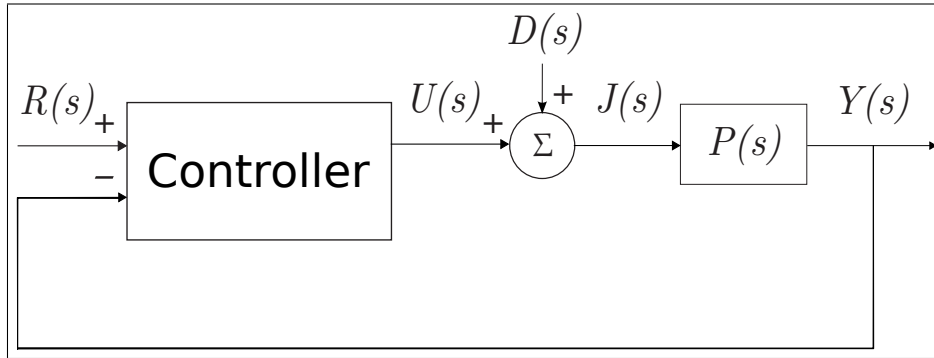 D(s)
+
R(s)
+
U(s)
+
J(s)
Y(s)
Controller
Σ
P(s)
–